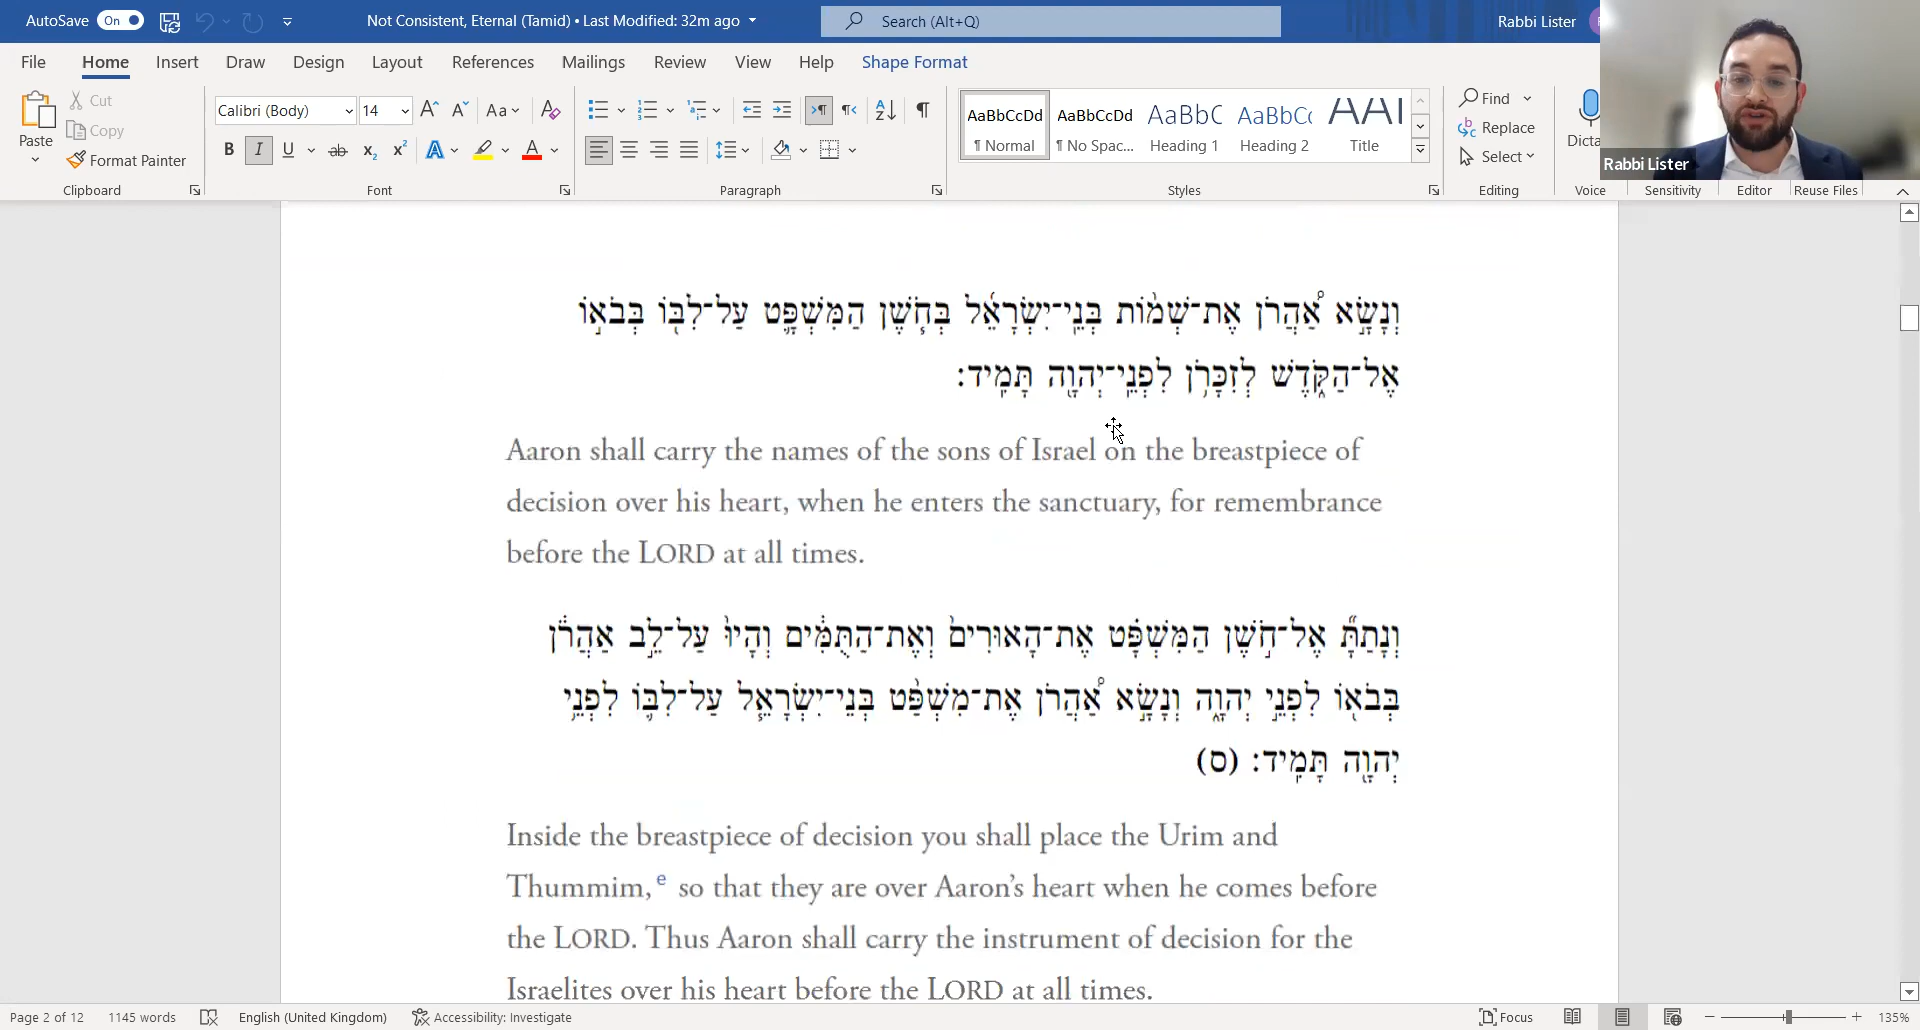 AutoSave On Not Consistent, Eternal (Tamid) • Last Modified: 32m ago Search (Alt+Q) Rabbi Lister
File Home Insert Draw Design Layout References Mailings Review View Help Shape Format
Paste Cut Copy Format Painter
Clipboard
Calibri (Body) 14
Font
Paragraph
AaBbCcDd AaBbCcDd AaBbC AaBbCc AAI
¶ Normal ¶ No Spac... Heading 1 Heading 2 Title
Styles
Find
Replace
Select
Editing
Dicta
Voice Sensitivity Editor Reuse Files
Rabbi Lister
וְנָשָׂ֣א אַ֠הֲרֹן אֶת־שְׁמ֨וֹת בְּנֵֽי־יִשְׂרָאֵ֜ל בְּחֹ֧שֶׁן הַמִּשְׁפָּ֛ט עַל־לִבּ֖וֹ בְּבֹא֣וֹ
אֶל־הַקֹּ֑דֶשׁ לְזִכָּרֹ֥ן לִפְנֵֽי־יְהוָ֖ה תָּמִֽיד׃
Aaron shall carry the names of the sons of Israel on the breastpiece of
decision over his heart, when he enters the sanctuary, for remembrance
before the LORD at all times.
וְנָתַתָּ֞ אֶל־חֹ֣שֶׁן הַמִּשְׁפָּ֗ט אֶת־הָאוּרִים֙ וְאֶת־הַתֻּמִּ֔ים וְהָיוּ֙ עַל־לֵ֣ב אַהֲרֹ֔ן
בְּבֹא֖וֹ לִפְנֵ֣י יְהוָ֑ה וְנָשָׂ֣א אַ֠הֲרֹן אֶת־מִשְׁפַּ֨ט בְּנֵי־יִשְׂרָאֵ֧ל עַל־לִבּ֛וֹ לִפְנֵ֥י
יְהוָ֖ה תָּמִֽיד׃ (ס)
Inside the breastpiece of decision you shall place the Urim and
Thummim, e so that they are over Aaron’s heart when he comes before
the LORD. Thus Aaron shall carry the instrument of decision for the
Israelites over his heart before the LORD at all times.
Page 2 of 12 1145 words English (United Kingdom) Accessibility: Investigate Focus 135%